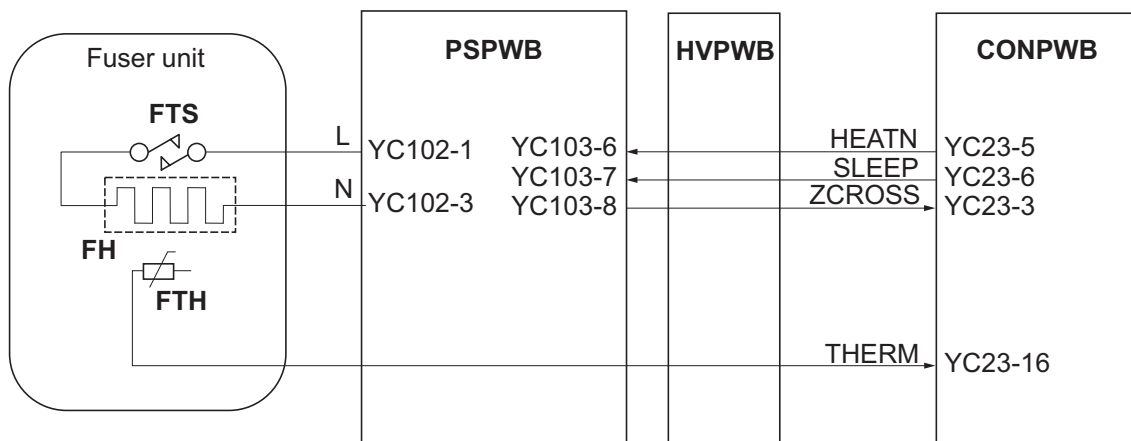 Fuser unit
FTS
FH
FTH
L
N
PSPWB
YC102-1
YC102-3
YC103-6
YC103-7
YC103-8
HVPWB
HEATN
SLEEP
ZCROSS
THERM
CONPWB
YC23-5
YC23-6
YC23-3
YC23-16